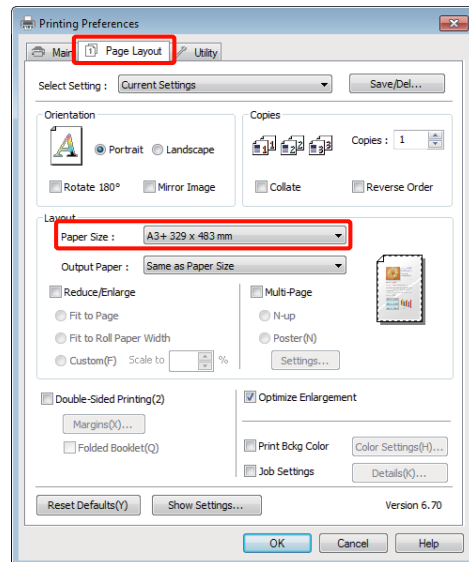 Printing Preferences
Main Page Layout Utility
Select Setting : Current Settings Save/Del...
Orientation Copies
Portrait Landscape Copies : 1
Rotate 180° Mirror Image Collate Reverse Order
Layout
Paper Size : A3+ 329 x 483 mm
Output Paper : Same as Paper Size
Reduce/Enlarge Multi-Page
Fit to Page N-up
Fit to Roll Paper Width Poster(N)
Custom(F) Scale to % Settings...
Double-Sided Printing(2) Optimize Enlargement
Margins(X)...
Folded Booklet(Q) Print Bckg Color Color Settings(H)...
Job Settings Details(K)...
Reset Defaults(Y) Show Settings... Version 6.70
OK Cancel Help